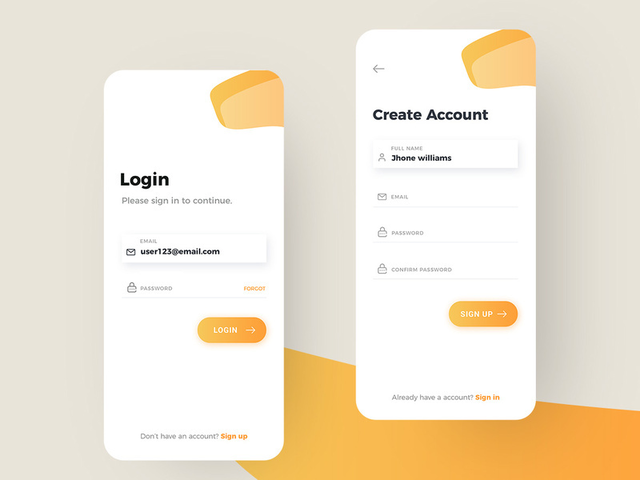 Login
Please sign in to continue.
EMAIL
user123@email.com
PASSWORD FORGOT
LOGIN
Don't have an account? Sign up
Create Account
FULL NAME
Jhone williams
EMAIL
PASSWORD
CONFIRM PASSWORD
SIGN UP
Already have a account? Sign in